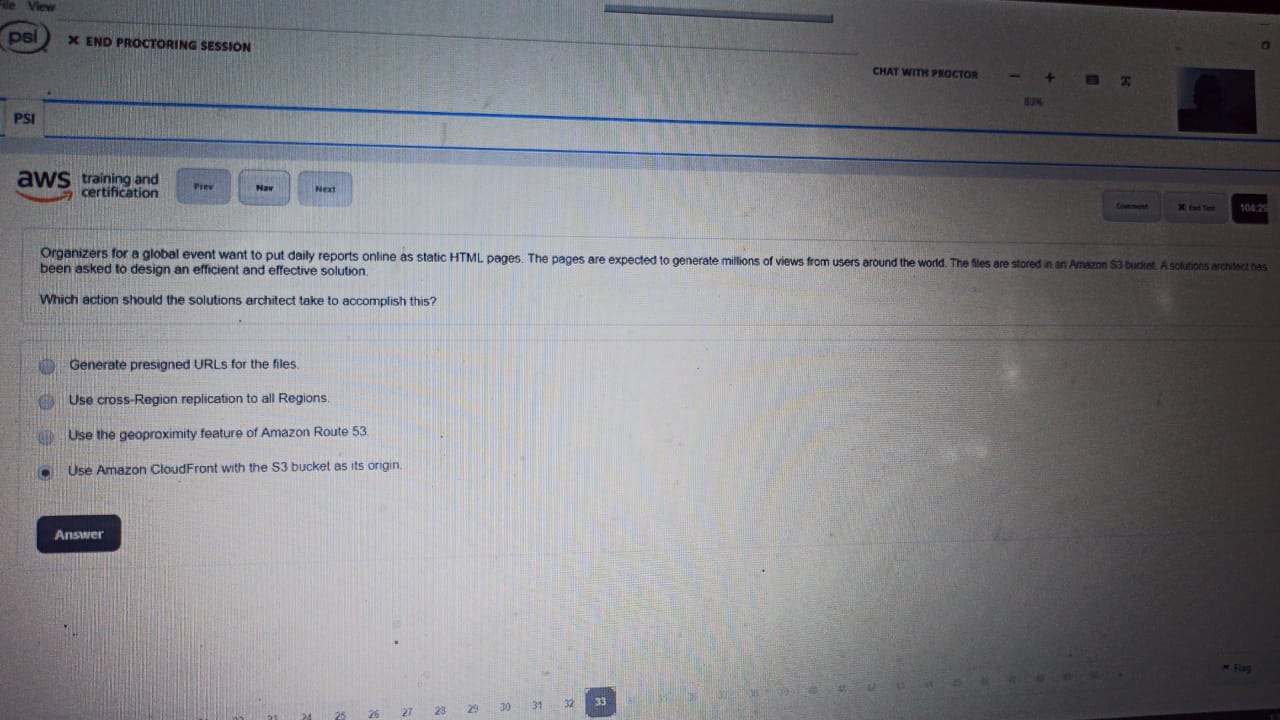 File View
psi
✕ END PROCTORING SESSION
CHAT WITH PROCTOR
83%
PSI
aws training and
certification
Prev
Nav
Next
Comment
✕ End Test
Organizers for a global event want to put daily reports online as static HTML pages. The pages are expected to generate millions of views from users around the world. The files are stored in an Amazon S3 bucket. A solutions architect has
been asked to design an efficient and effective solution.
Which action should the solutions architect take to accomplish this?
Generate presigned URLs for the files.
Use cross-Region replication to all Regions.
Use the geoproximity feature of Amazon Route 53.
Use Amazon CloudFront with the S3 bucket as its origin.
Answer
Flag
24 25 26 27 28 29 30 31 32 33